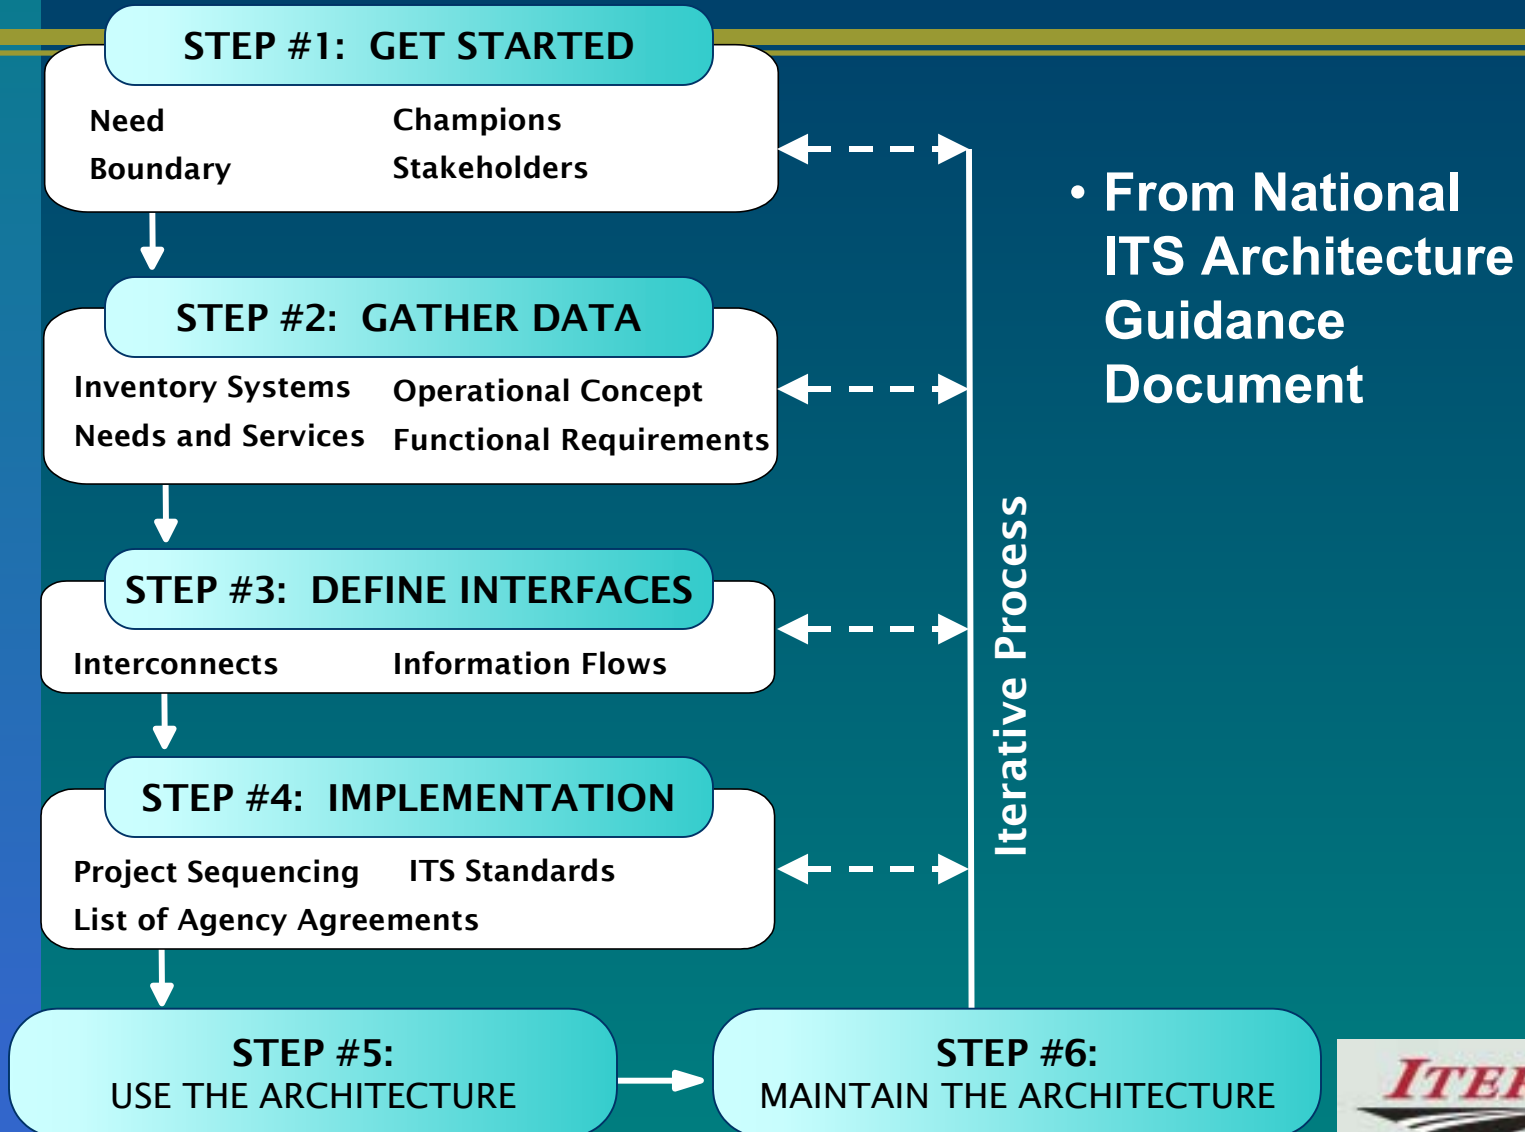 STEP #1: GET STARTED
Need
Boundary
Champions
Stakeholders
STEP #2: GATHER DATA
Inventory Systems
Needs and Services
Operational Concept
Functional Requirements
STEP #3: DEFINE INTERFACES
Interconnects
Information Flows
STEP #4: IMPLEMENTATION
Project Sequencing
ITS Standards
List of Agency Agreements
STEP #5:
USE THE ARCHITECTURE
STEP #6:
MAINTAIN THE ARCHITECTURE
Iterative Process
• From National
ITS Architecture
Guidance
Document